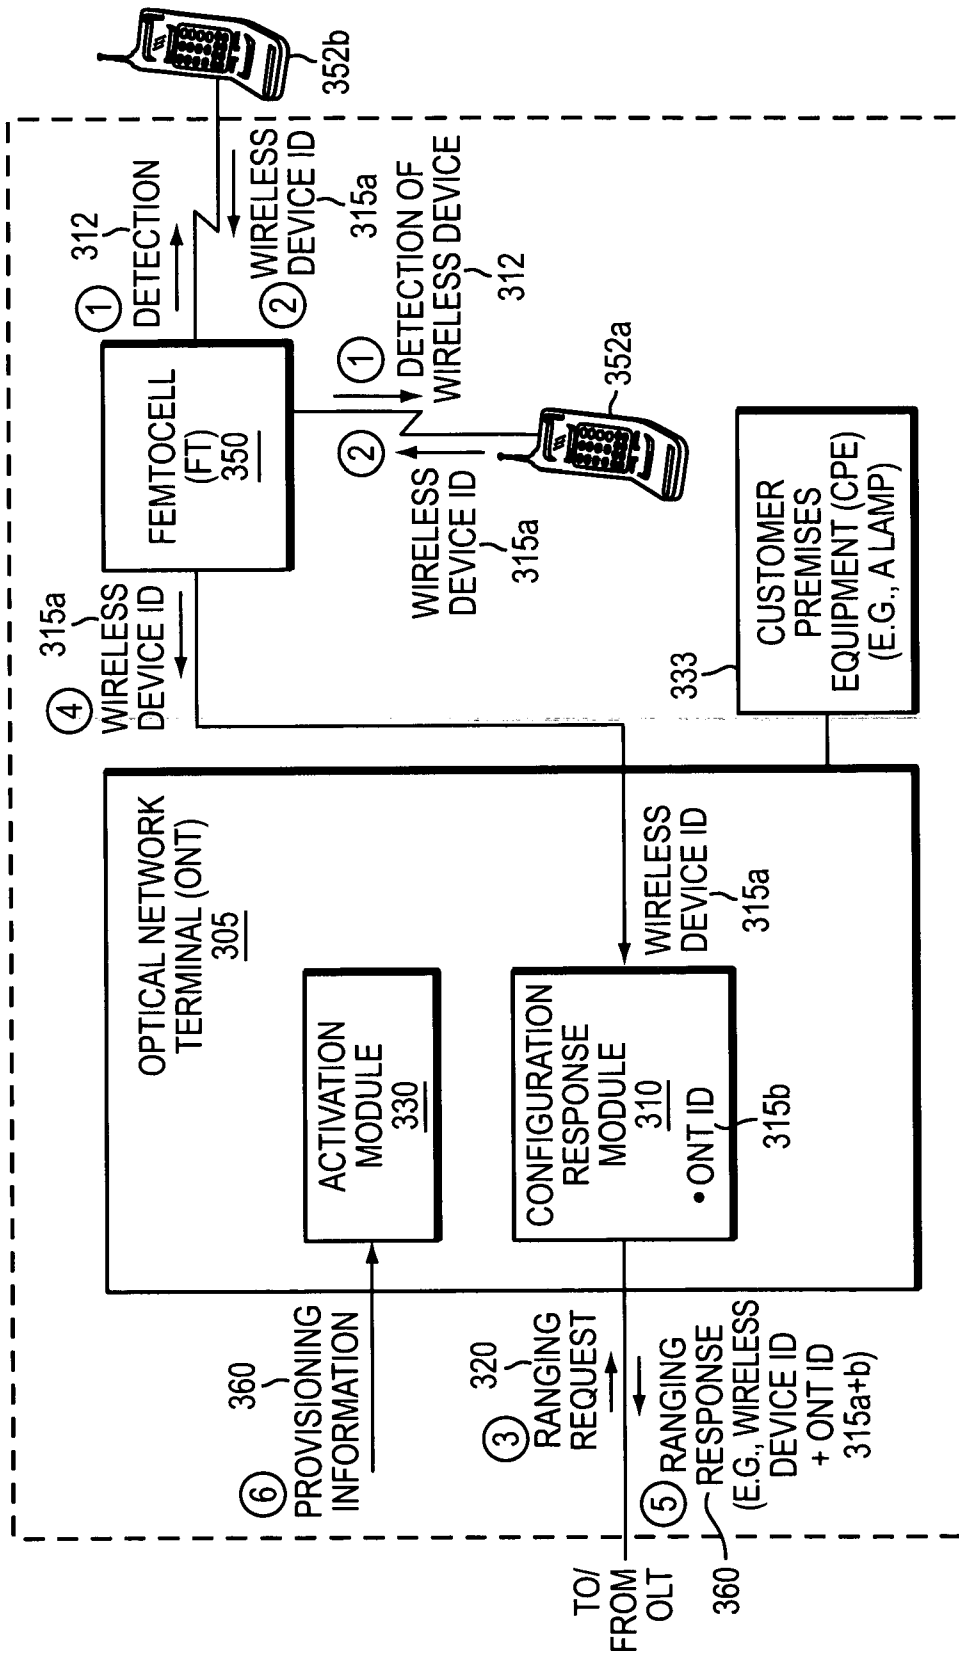 352b
312
1
DETECTION
WIRELESS
DEVICE ID
315a
2
1
DETECTION OF
WIRELESS DEVICE
312
FEMTOCELL
(FT)
350
2
WIRELESS
DEVICE ID
315a
352a
315a
4
WIRELESS
DEVICE ID
333
CUSTOMER
PREMISES
EQUIPMENT (CPE)
(E.G., A LAMP)
OPTICAL NETWORK
TERMINAL (ONT)
305
ACTIVATION
MODULE
330
CONFIGURATION
RESPONSE
MODULE
310
• ONT ID
315b
WIRELESS
DEVICE ID
315a
360
6
PROVISIONING
INFORMATION
320
3
RANGING
REQUEST
5
RANGING
RESPONSE
(E.G., WIRELESS
DEVICE ID
+ ONT ID
315a+b)
360
TO/
FROM
OLT